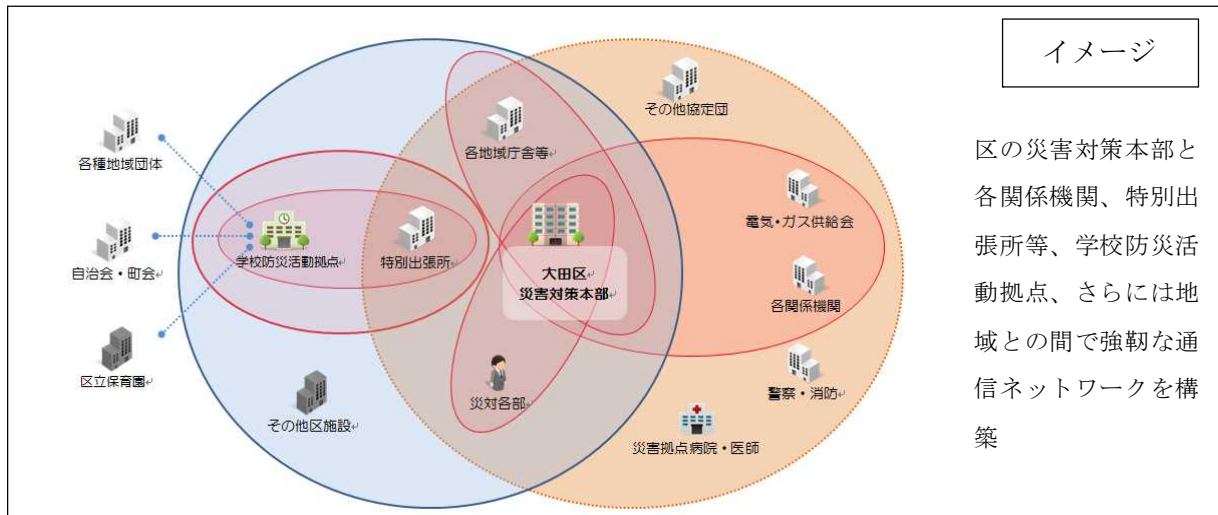 イメージ
区の災害対策本部と
各関係機関、特別出
張所等、学校防災活
動拠点、さらには地
域との間で強靭な通
信ネットワークを構
築
その他協定団
各種地域団体
各地域庁舎等
電気・ガス供給会
学校防災活動拠点
特別出張所
自治会・町会
大田区
災害対策本部
各関係機関
区立保育園
その他区施設
災対各部
警察・消防
災害拠点病院・医師